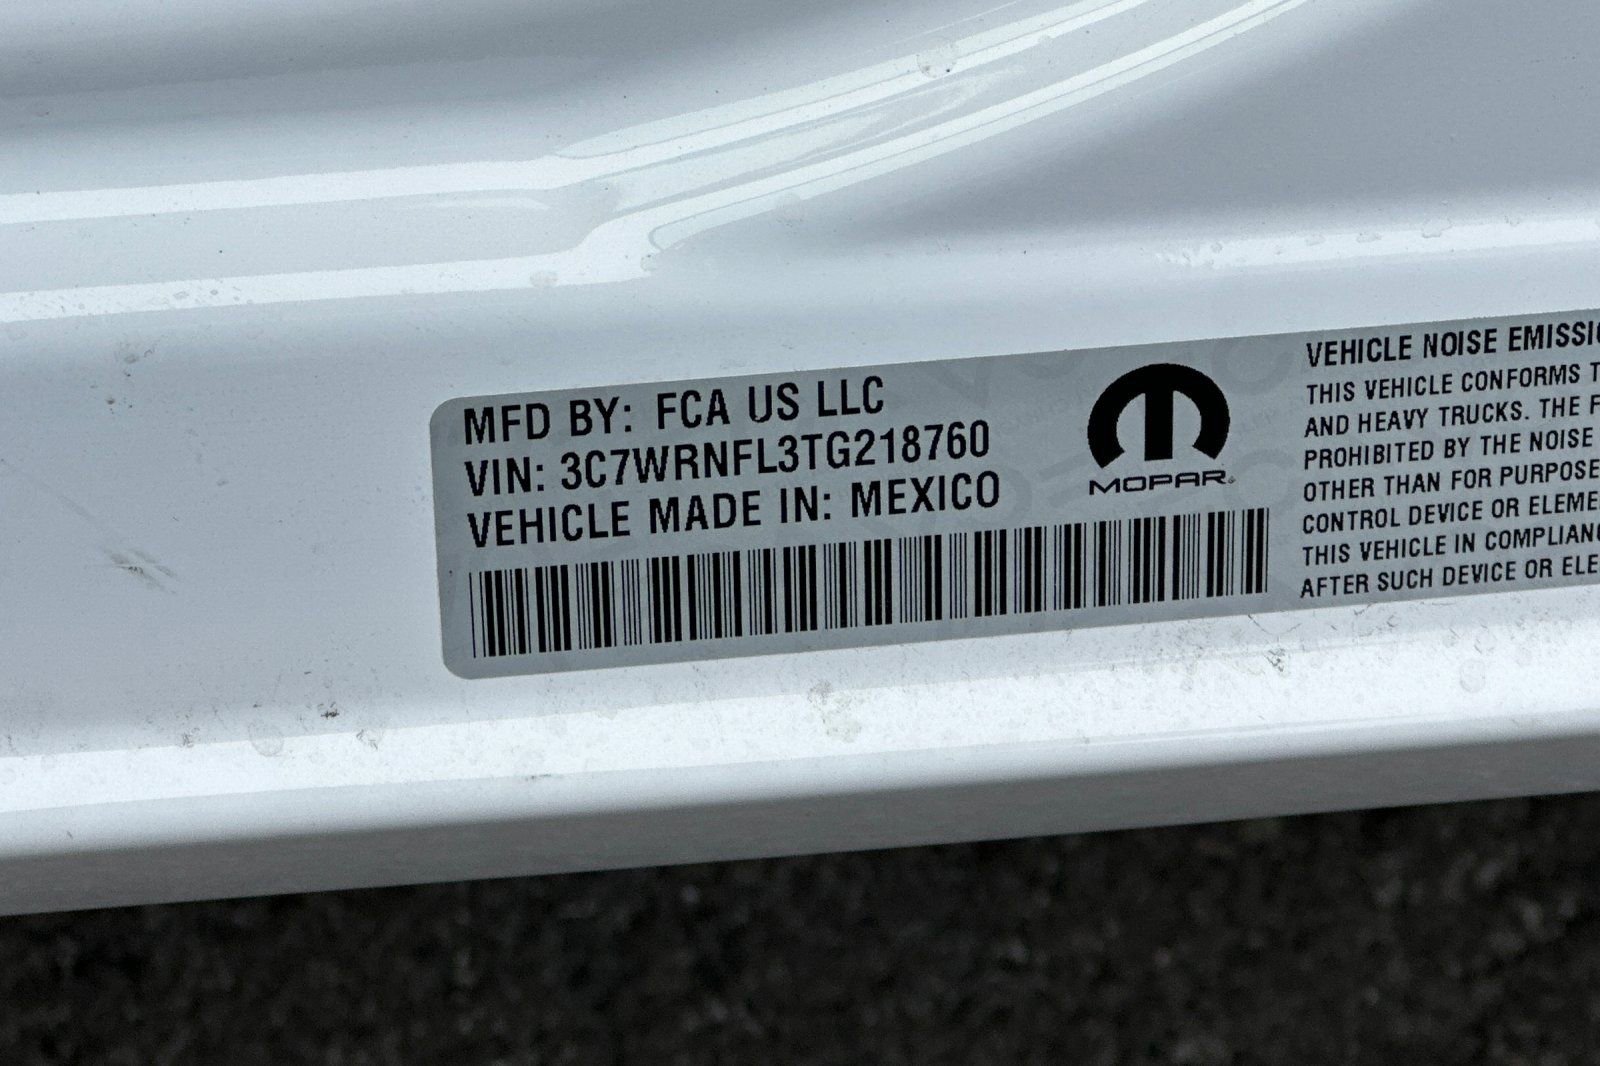 MFD BY: FCA US LLC
VIN: 3C7WRNFL3TG218760
VEHICLE MADE IN: MEXICO
MOPAR
VEHICLE NOISE EMISSI
THIS VEHICLE CONFORMS T
AND HEAVY TRUCKS. THE F
PROHIBITED BY THE NOISE
OTHER THAN FOR PURPOSE
CONTROL DEVICE OR ELEME
THIS VEHICLE IN COMPLIANC
AFTER SUCH DEVICE OR ELE